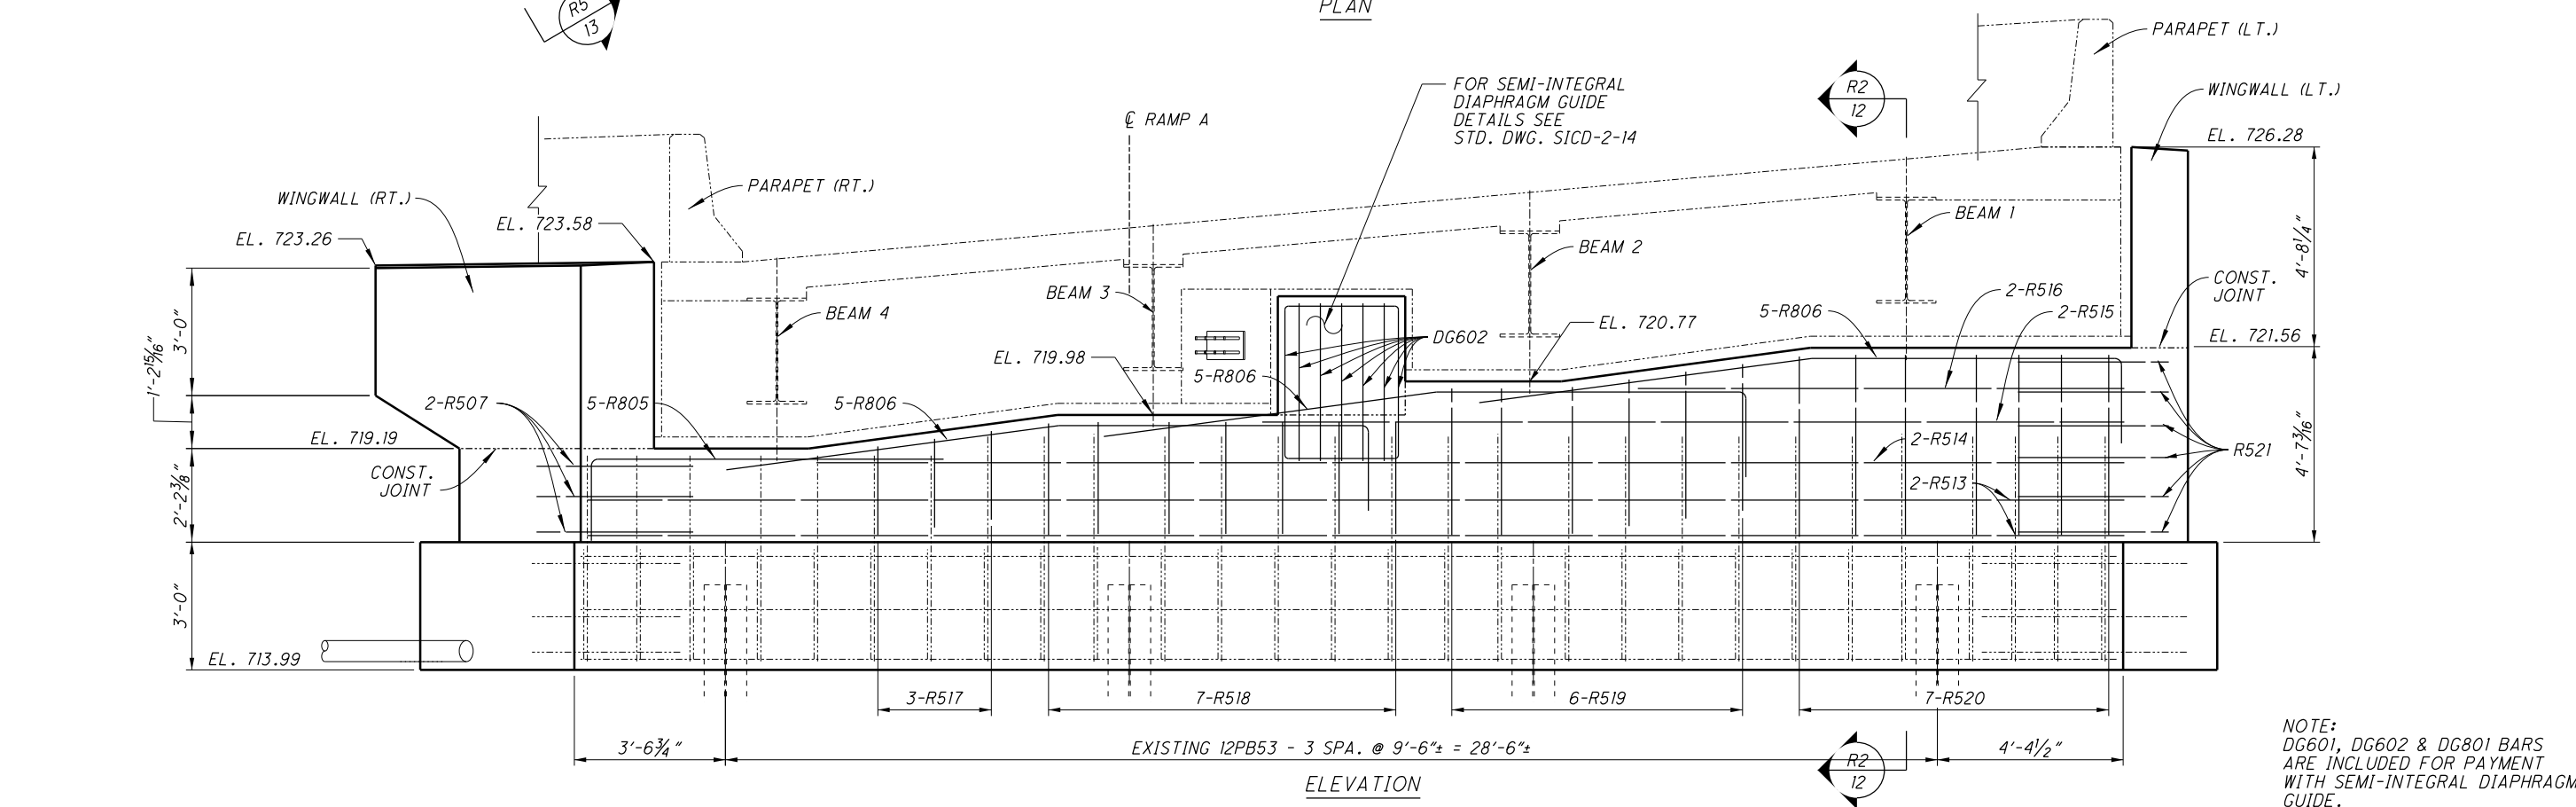 PLAN
R5
13
PARAPET (LT.)
FOR SEMI-INTEGRAL
DIAPHRAGM GUIDE
DETAILS SEE
STD. DWG. SICD-2-14
R2
12
WINGWALL (LT.)
℄ RAMP A
EL. 726.28
PARAPET (RT.)
WINGWALL (RT.)
EL. 723.58
EL. 723.26
BEAM 1
BEAM 2
4'-8¼"
CONST.
JOINT
BEAM 3
2-R516
BEAM 4
5-R806
2-R515
EL. 720.77
EL. 721.56
DG602
3'-0"
1'-2 15/16"
EL. 719.98
5-R806
2-R507
5-R805
5-R806
EL. 719.19
2-R514
R521
4'-7 3/16"
CONST.
JOINT
2-R513
2'-2⅜"
3'-0"
EL. 713.99
3-R517
7-R518
6-R519
7-R520
3'-6¾"
EXISTING 12PB53 - 3 SPA. @ 9'-6"± = 28'-6"±
4'-4½"
R2
12
ELEVATION
NOTE:
DG601, DG602 & DG801 BARS
ARE INCLUDED FOR PAYMENT
WITH SEMI-INTEGRAL DIAPHRAGM
GUIDE.